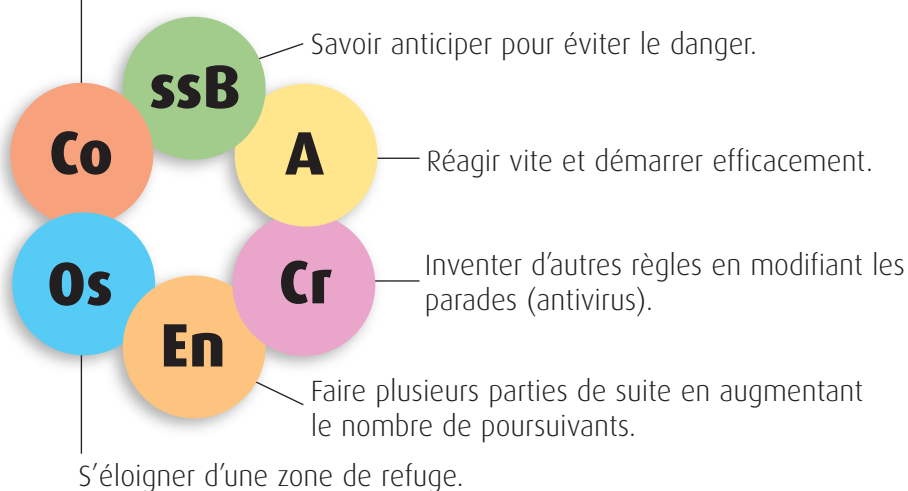 ssB
Savoir anticiper pour éviter le danger.
Co
A
Réagir vite et démarrer efficacement.
Os
Cr
Inventer d'autres règles en modifiant les
parades (antivirus).
En
Faire plusieurs parties de suite en augmentant
le nombre de poursuivants.
S'éloigner d'une zone de refuge.